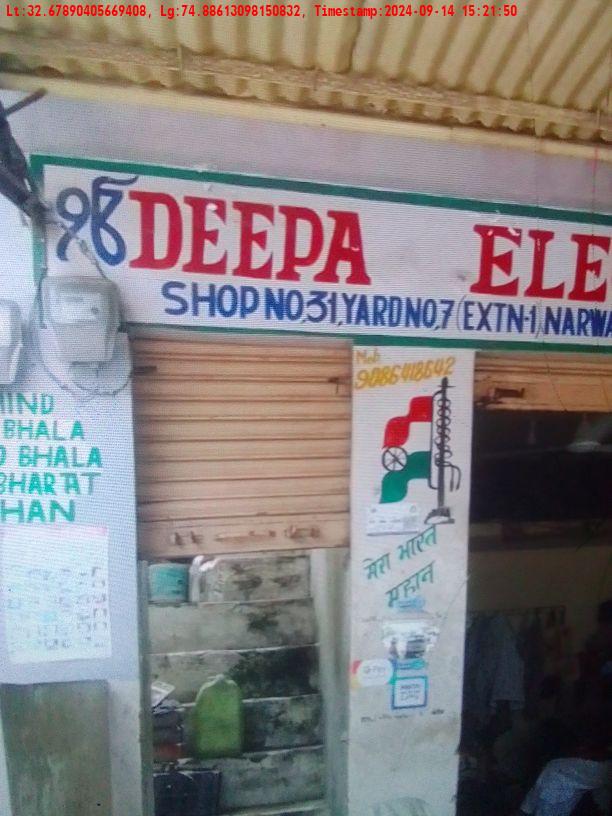 Lt:32.67890405669408, Lg:74.88613098150832, Timestamp:2024-09-14 15:21:50
ੴ DEEPA ELE
SHOP NO,31,YARD NO,7 (EXTN-1) NARWA
Mob
9086418642
HIND
BHALA
BHALA
BHARAT
HAN
मेरा भारत
महान